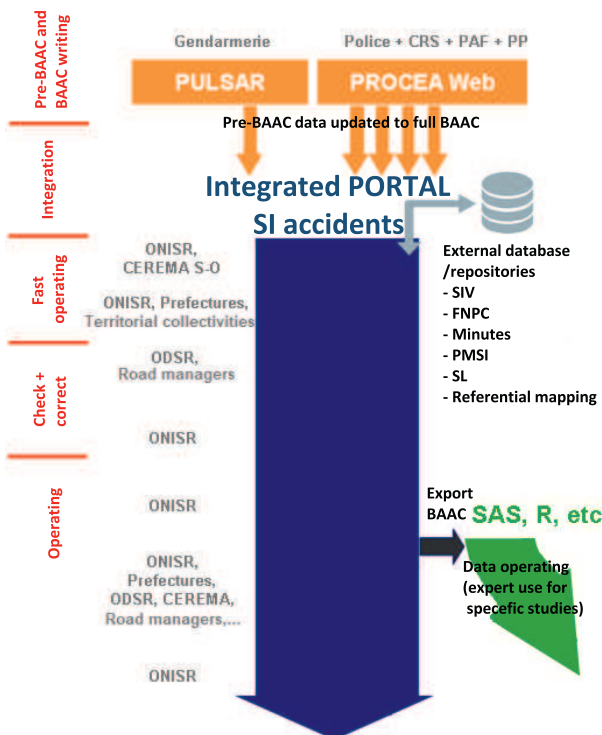 Pre-BAAC and
BAAC writing
Gendarmerie
Police + CRS + PAF + PP
PULSAR
PROCEA Web
Pre-BAAC data updated to full BAAC
Integration
Integrated PORTAL
SI accidents
Fast
operating
ONISR,
CEREMA S-O
ONISR, Prefectures,
Territorial collectivities
External database
/repositories
- SIV
- FNPC
- Minutes
- PMSI
- SL
- Referential mapping
Check +
correct
ODSR,
Road managers
ONISR
Operating
ONISR
Export
BAAC
SAS, R, etc
Data operating
(expert use for
specefic studies)
ONISR,
Prefectures,
ODSR, CEREMA,
Road managers,...
ONISR